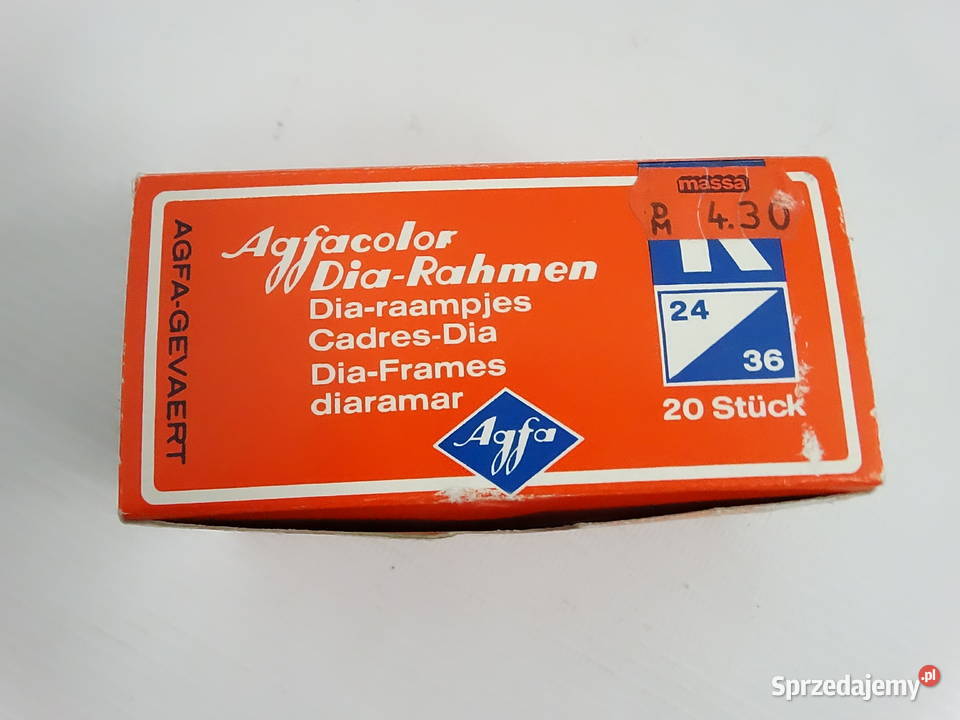 AGFA-GEVAERT
Agfacolor
Dia-Rahmen
Dia-raampjes
Cadres-Dia
Dia-Frames
diaramar
Agfa
massa
DM 4.30
K
24
36
20 Stück
Sprzedajemy.pl